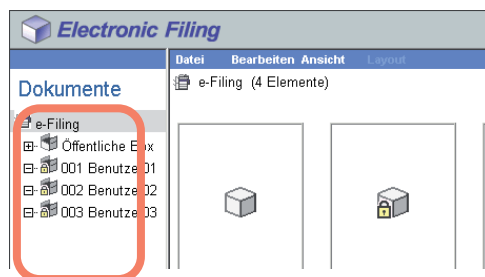 Electronic Filing
Datei Bearbeiten Ansicht Layout
Dokumente
e-Filing (4 Elemente)
e-Filing
Öffentliche Box
001 Benutzer01
002 Benutzer02
003 Benutzer03